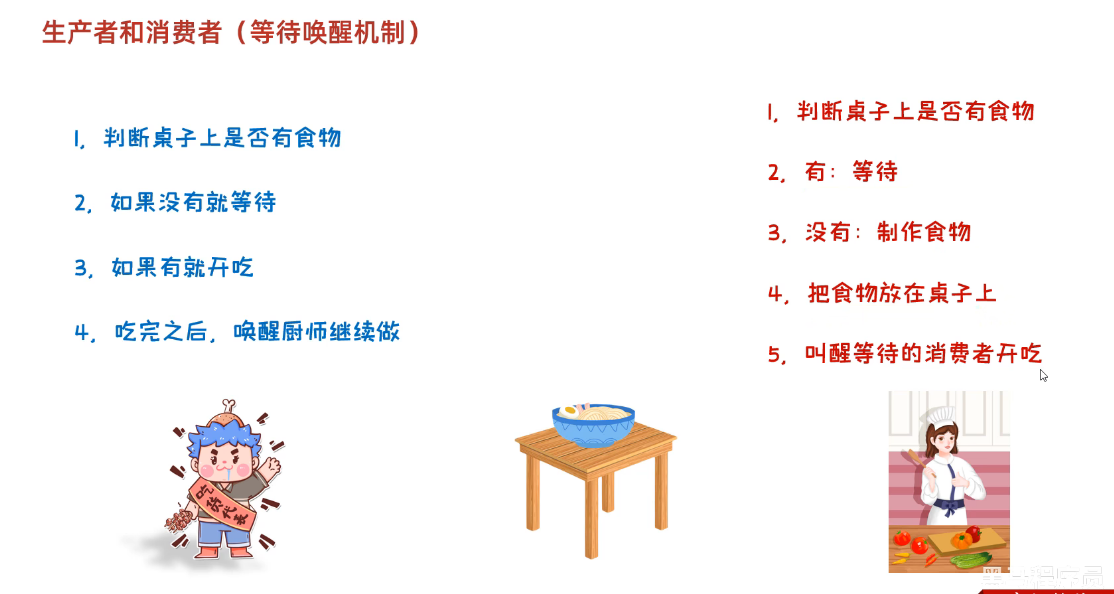 生产者和消费者（等待唤醒机制）
1, 判断桌子上是否有食物
2, 如果没有就等待
3, 如果有就开吃
4, 吃完之后, 唤醒厨师继续做
1, 判断桌子上是否有食物
2, 有: 等待
3, 没有: 制作食物
4, 把食物放在桌子上
5, 叫醒等待的消费者开吃
吃货代表